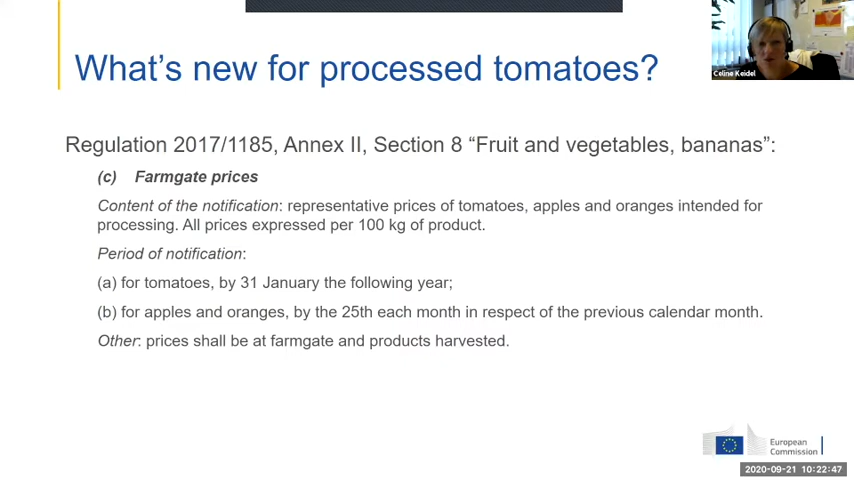 What's new for processed tomatoes?
Celine Keidel
Regulation 2017/1185, Annex II, Section 8 “Fruit and vegetables, bananas”:
(c) Farmgate prices
Content of the notification: representative prices of tomatoes, apples and oranges intended for
processing. All prices expressed per 100 kg of product.
Period of notification:
(a) for tomatoes, by 31 January the following year;
(b) for apples and oranges, by the 25th each month in respect of the previous calendar month.
Other: prices shall be at farmgate and products harvested.
European
Commission
2020-09-21 10:22:47